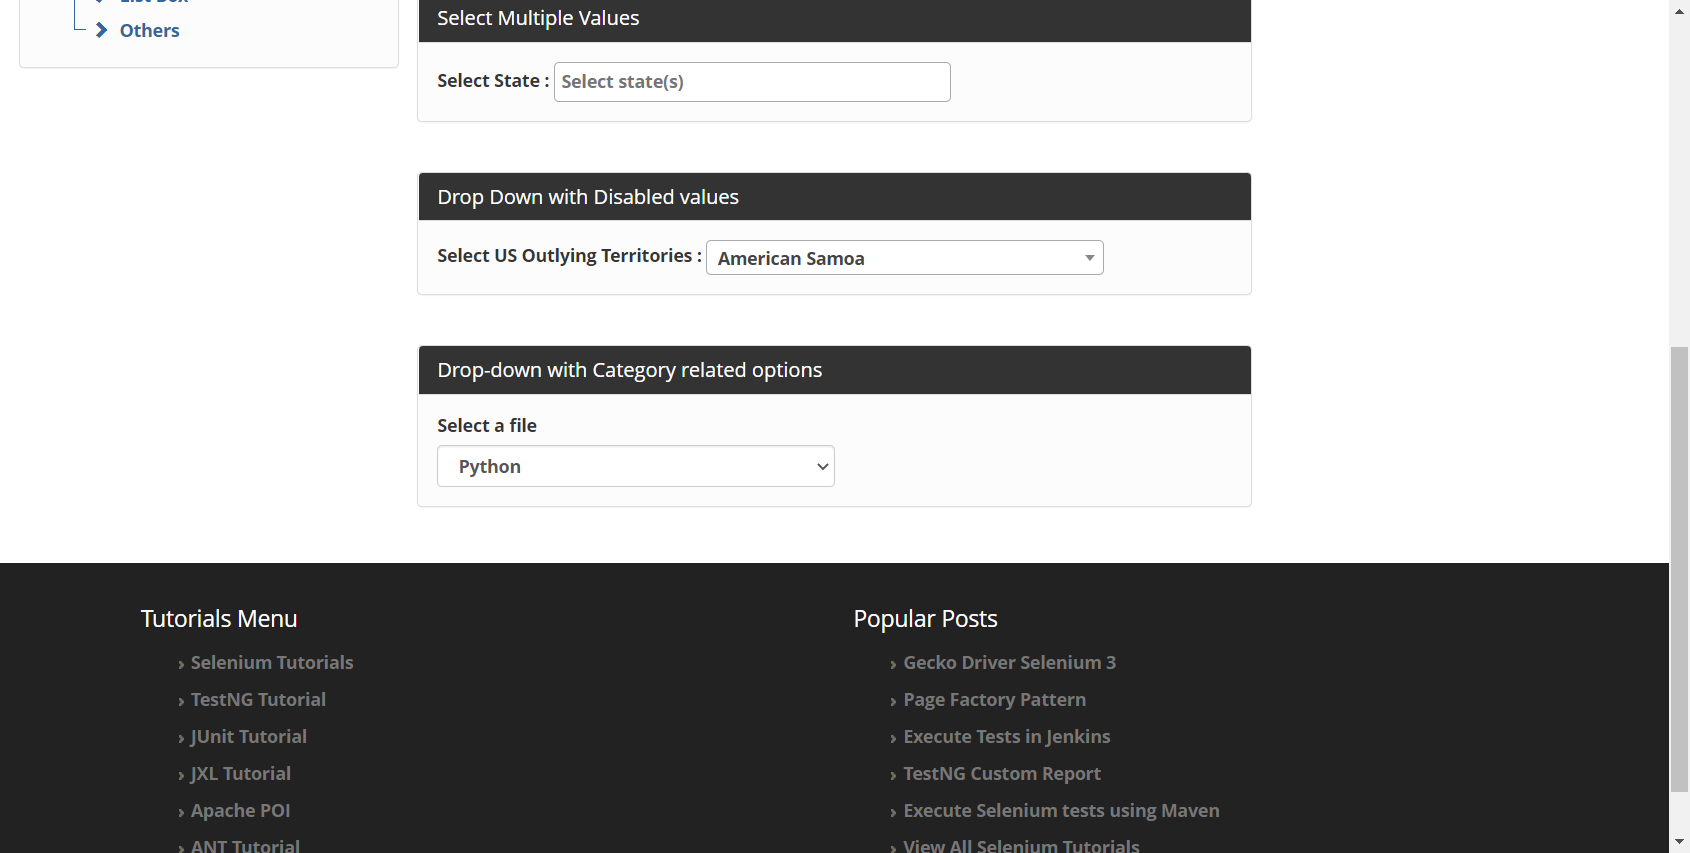 List Box
Others
Select Multiple Values
Select State :
Select state(s)
Drop Down with Disabled values
Select US Outlying Territories :
American Samoa
Drop-down with Category related options
Select a file
Python
Tutorials Menu
Selenium Tutorials
TestNG Tutorial
JUnit Tutorial
JXL Tutorial
Apache POI
ANT Tutorial
Popular Posts
Gecko Driver Selenium 3
Page Factory Pattern
Execute Tests in Jenkins
TestNG Custom Report
Execute Selenium tests using Maven
View All Selenium Tutorials